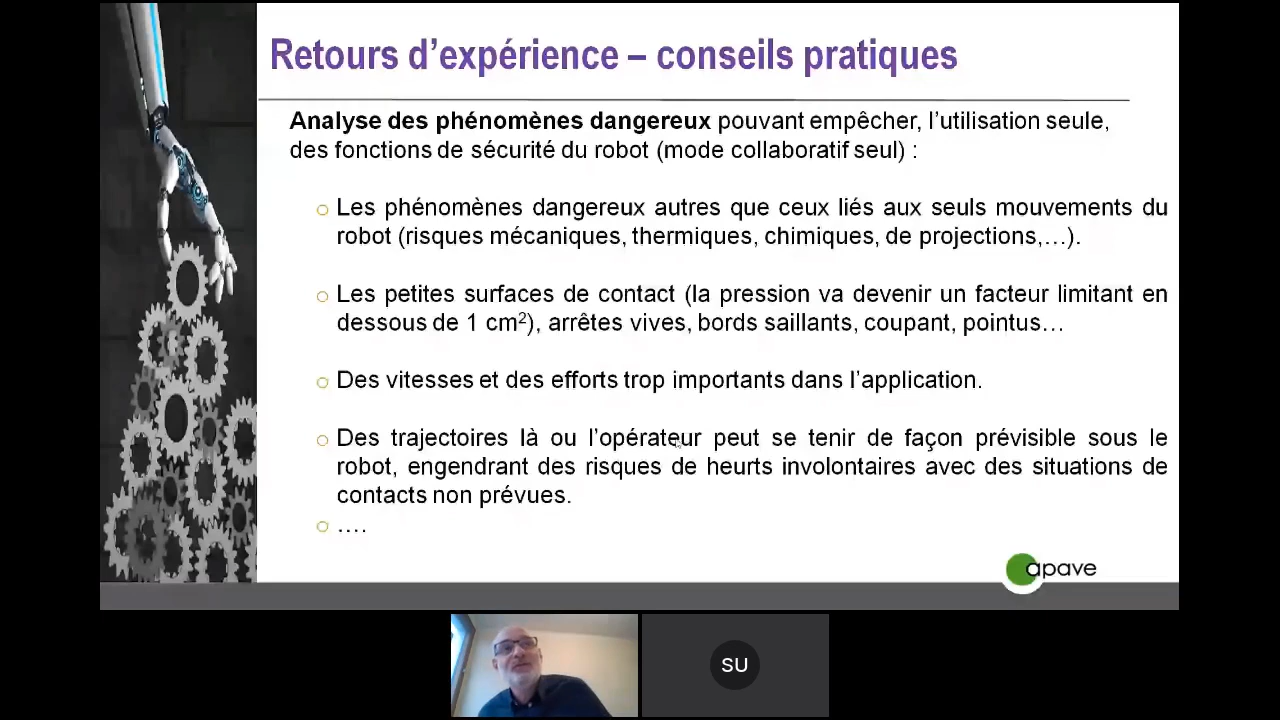 Retours d’expérience – conseils pratiques
Analyse des phénomènes dangereux pouvant empêcher, l’utilisation seule,
des fonctions de sécurité du robot (mode collaboratif seul) :
Les phénomènes dangereux autres que ceux liés aux seuls mouvements du
robot (risques mécaniques, thermiques, chimiques, de projections,…).
Les petites surfaces de contact (la pression va devenir un facteur limitant en
dessous de 1 cm²), arrêtes vives, bords saillants, coupant, pointus…
Des vitesses et des efforts trop importants dans l’application.
Des trajectoires là ou l’opérateur peut se tenir de façon prévisible sous le
robot, engendrant des risques de heurts involontaires avec des situations de
contacts non prévues.
….
apave
SU